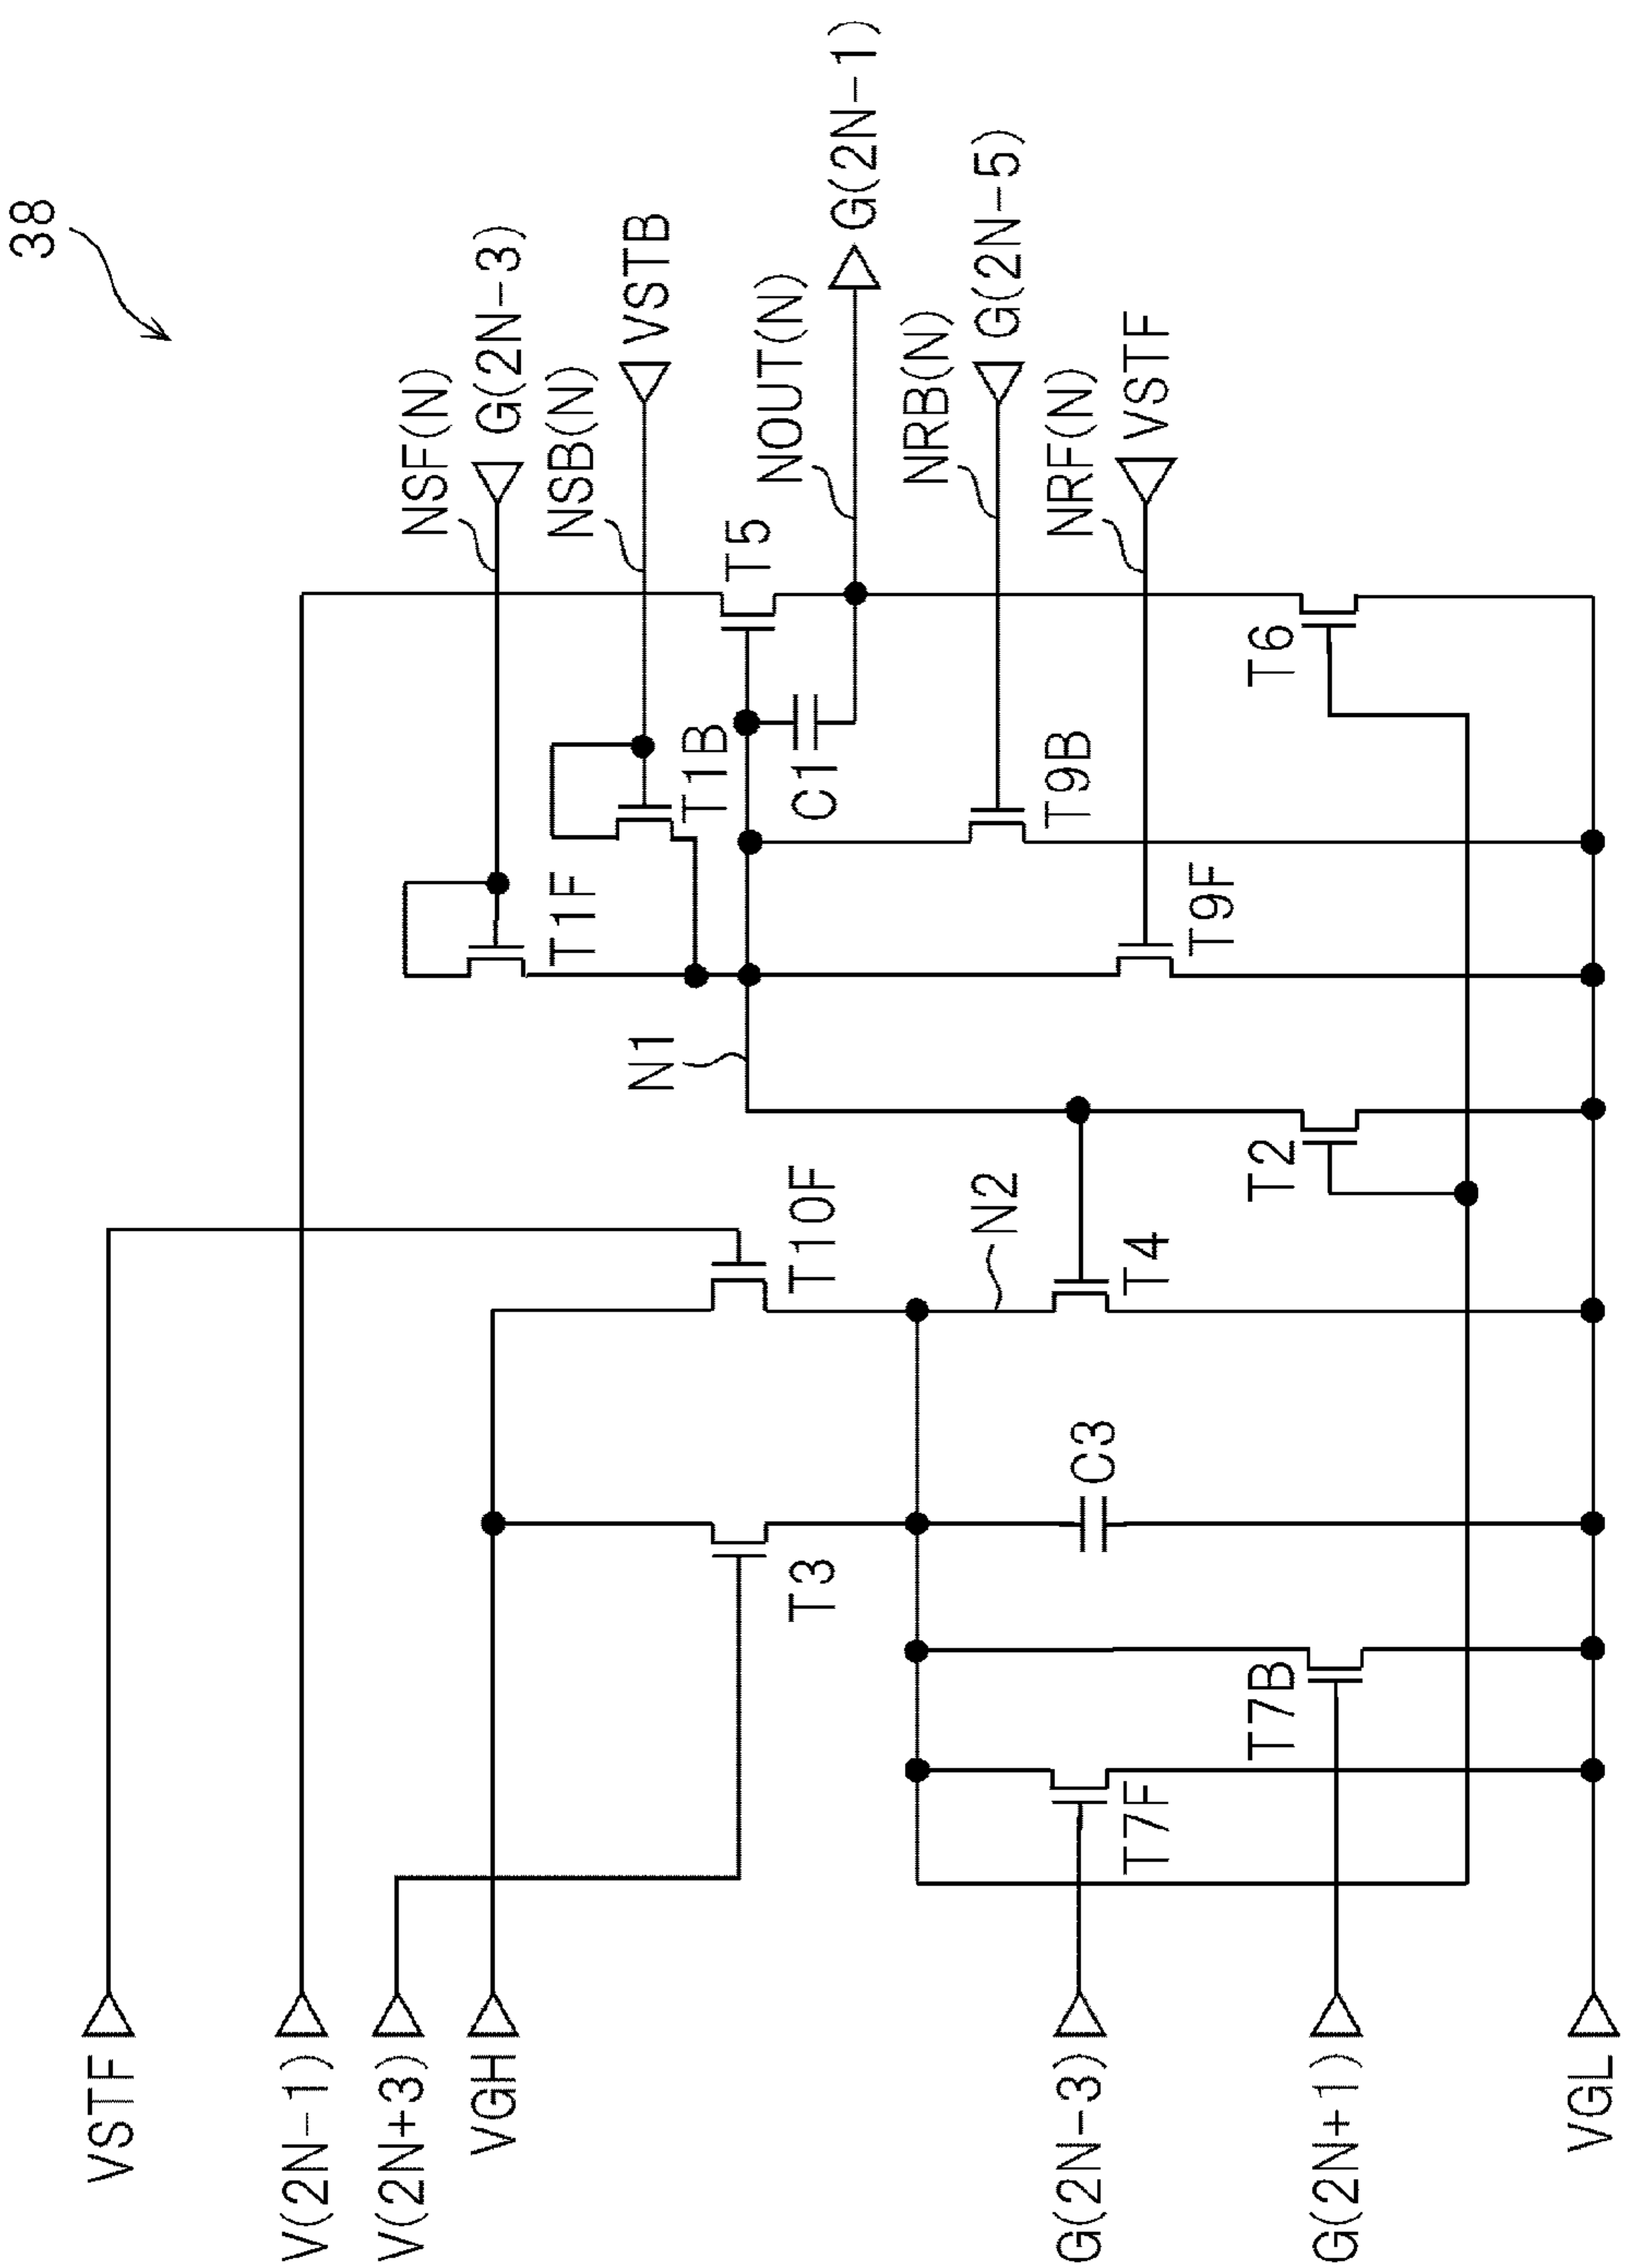 38
NSF(N)
G(2N-3)
NSB(N)
VSTB
NOUT(N)
G(2N-1)
NRB(N)
G(2N-5)
NRF(N)
VSTF
T5
T1B
C1
T1F
T9B
T9F
T6
N1
T2
T10F
N2
T4
T3
C3
T7B
T7F
VSTF
V(2N-1)
V(2N+3)
VGH
G(2N-3)
G(2N+1)
VGL